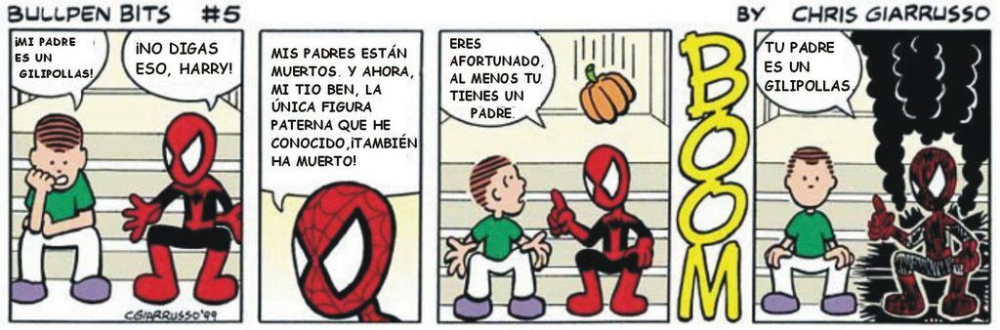 BULLPEN BITS #5
BY CHRIS GIARRUSSO
¡MI PADRE
ES UN
GILIPOLLAS!
¡NO DIGAS
ESO, HARRY!
CGIARRUSSO'99
MIS PADRES ESTÁN
MUERTOS. Y AHORA,
MI TIO BEN, LA
ÚNICA FIGURA
PATERNA QUE HE
CONOCIDO,¡TAMBIÉN
HA MUERTO!
ERES
AFORTUNADO,
AL MENOS TU
TIENES UN
PADRE.
BOOM
TU PADRE
ES UN
GILIPOLLAS.